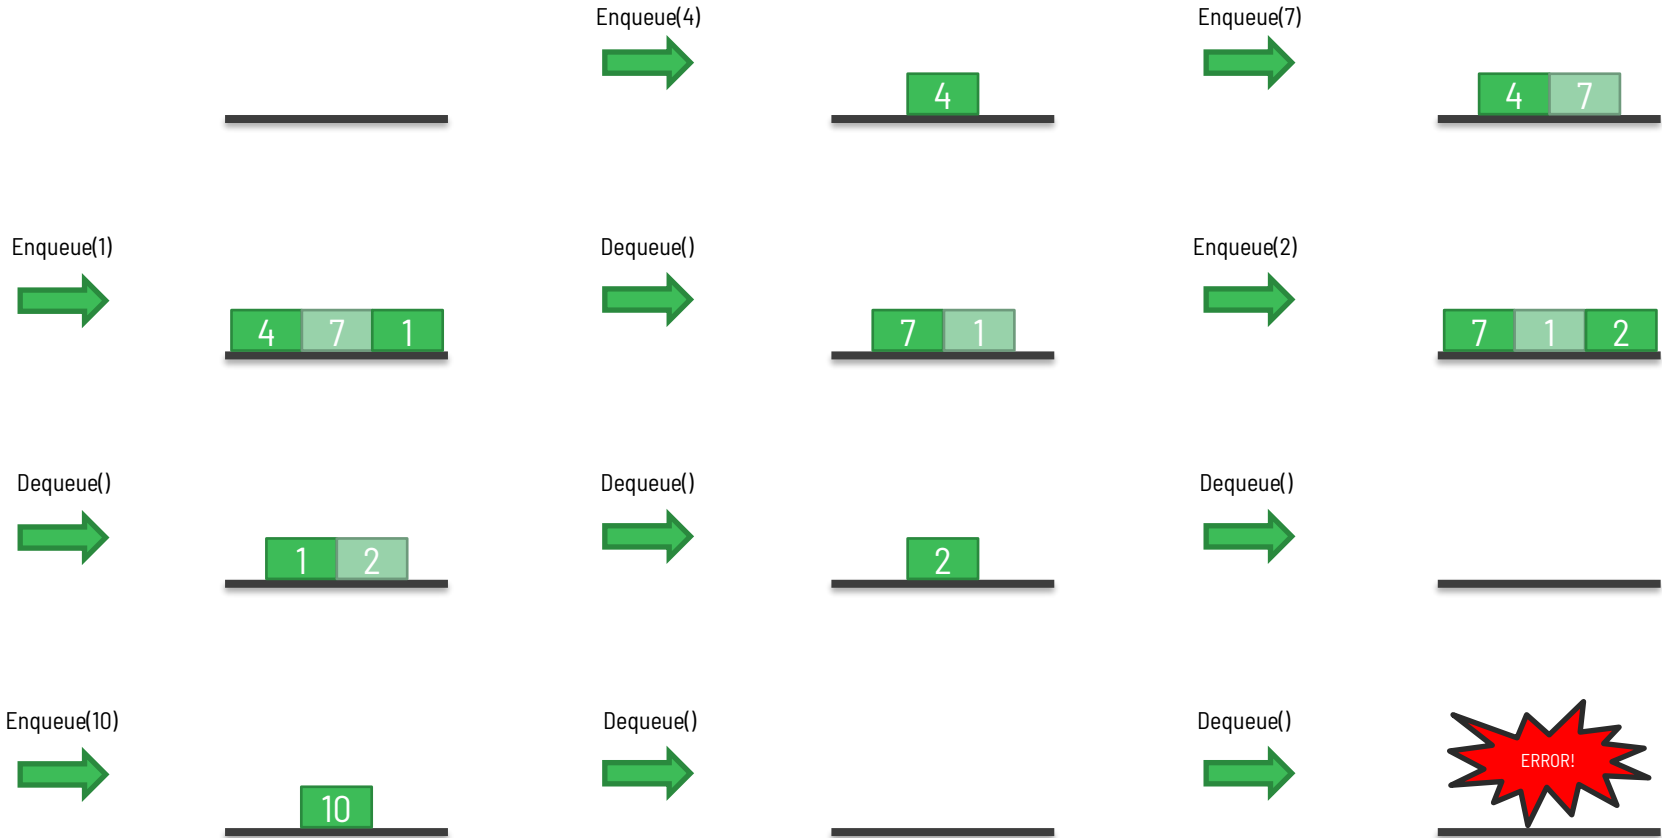 Enqueue(4)
Enqueue(7)
4
4 7
Enqueue(1)
Dequeue()
Enqueue(2)
4 7 1
7 1
7 1 2
Dequeue()
Dequeue()
Dequeue()
1 2
2
Enqueue(10)
Dequeue()
Dequeue()
ERROR!
10